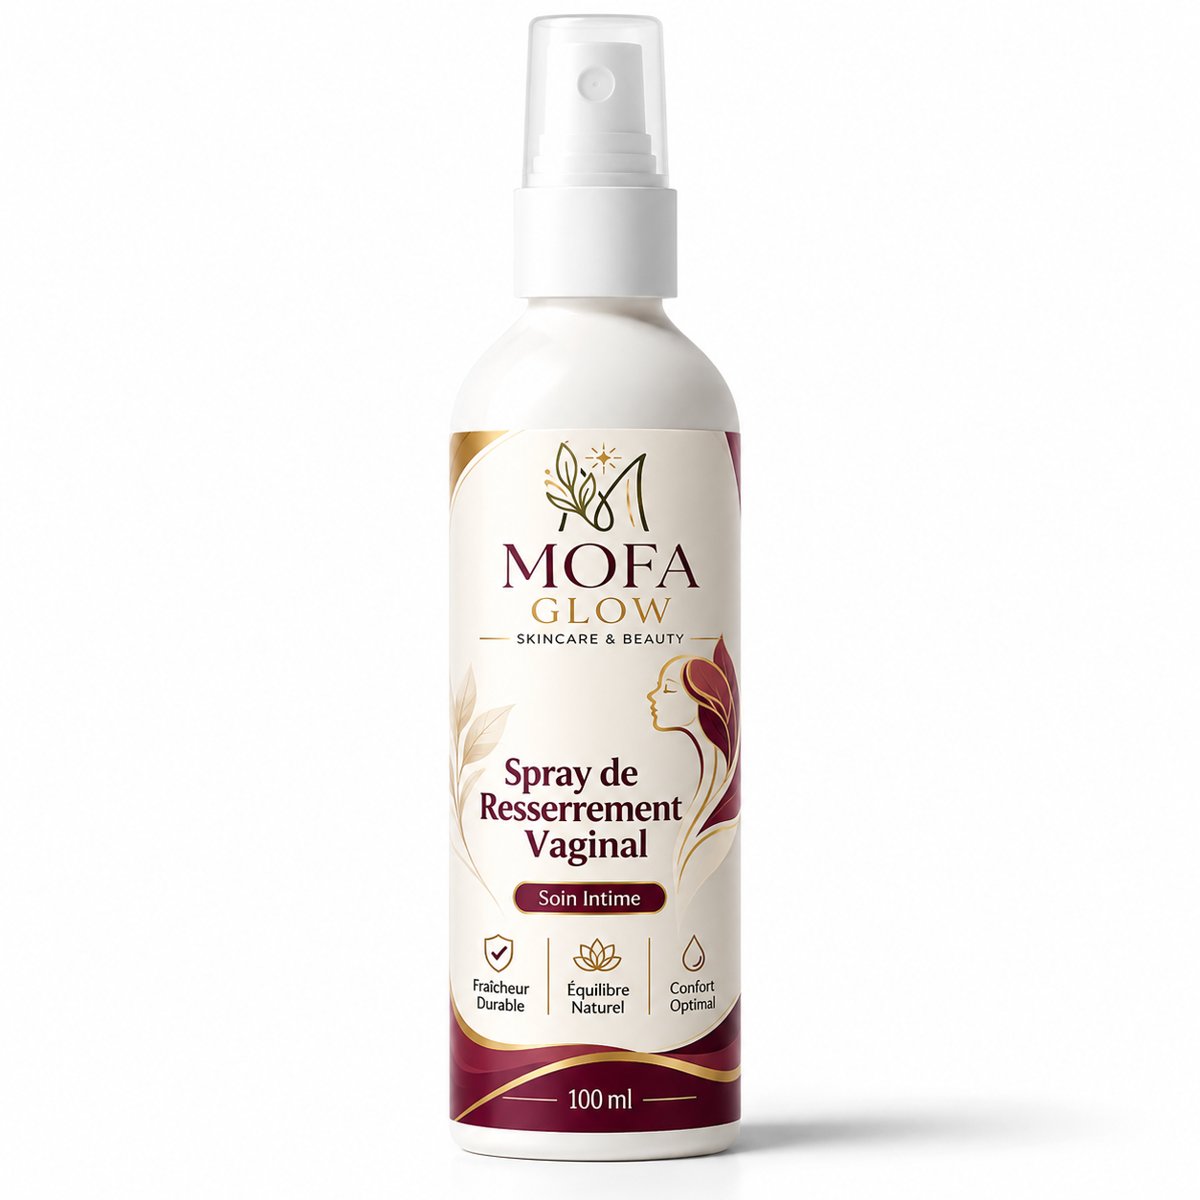 MOFA
GLOW
SKINCARE & BEAUTY
Spray de
Resserrement
Vaginal
Soin Intime
Fraîcheur
Durable
Équilibre
Naturel
Confort
Optimal
100 ml